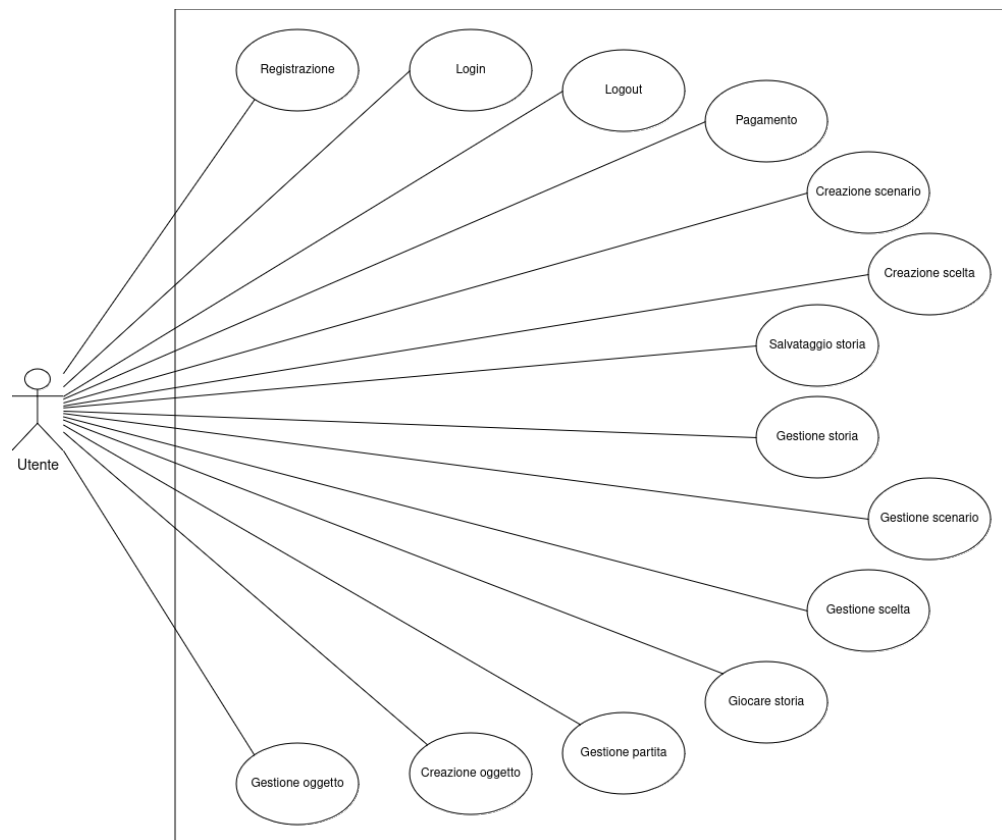 Registrazione
Login
Logout
Pagamento
Creazione scenario
Creazione scelta
Salvataggio storia
Utente
Gestione storia
Gestione scenario
Gestione scelta
Giocare storia
Gestione partita
Creazione oggetto
Gestione oggetto